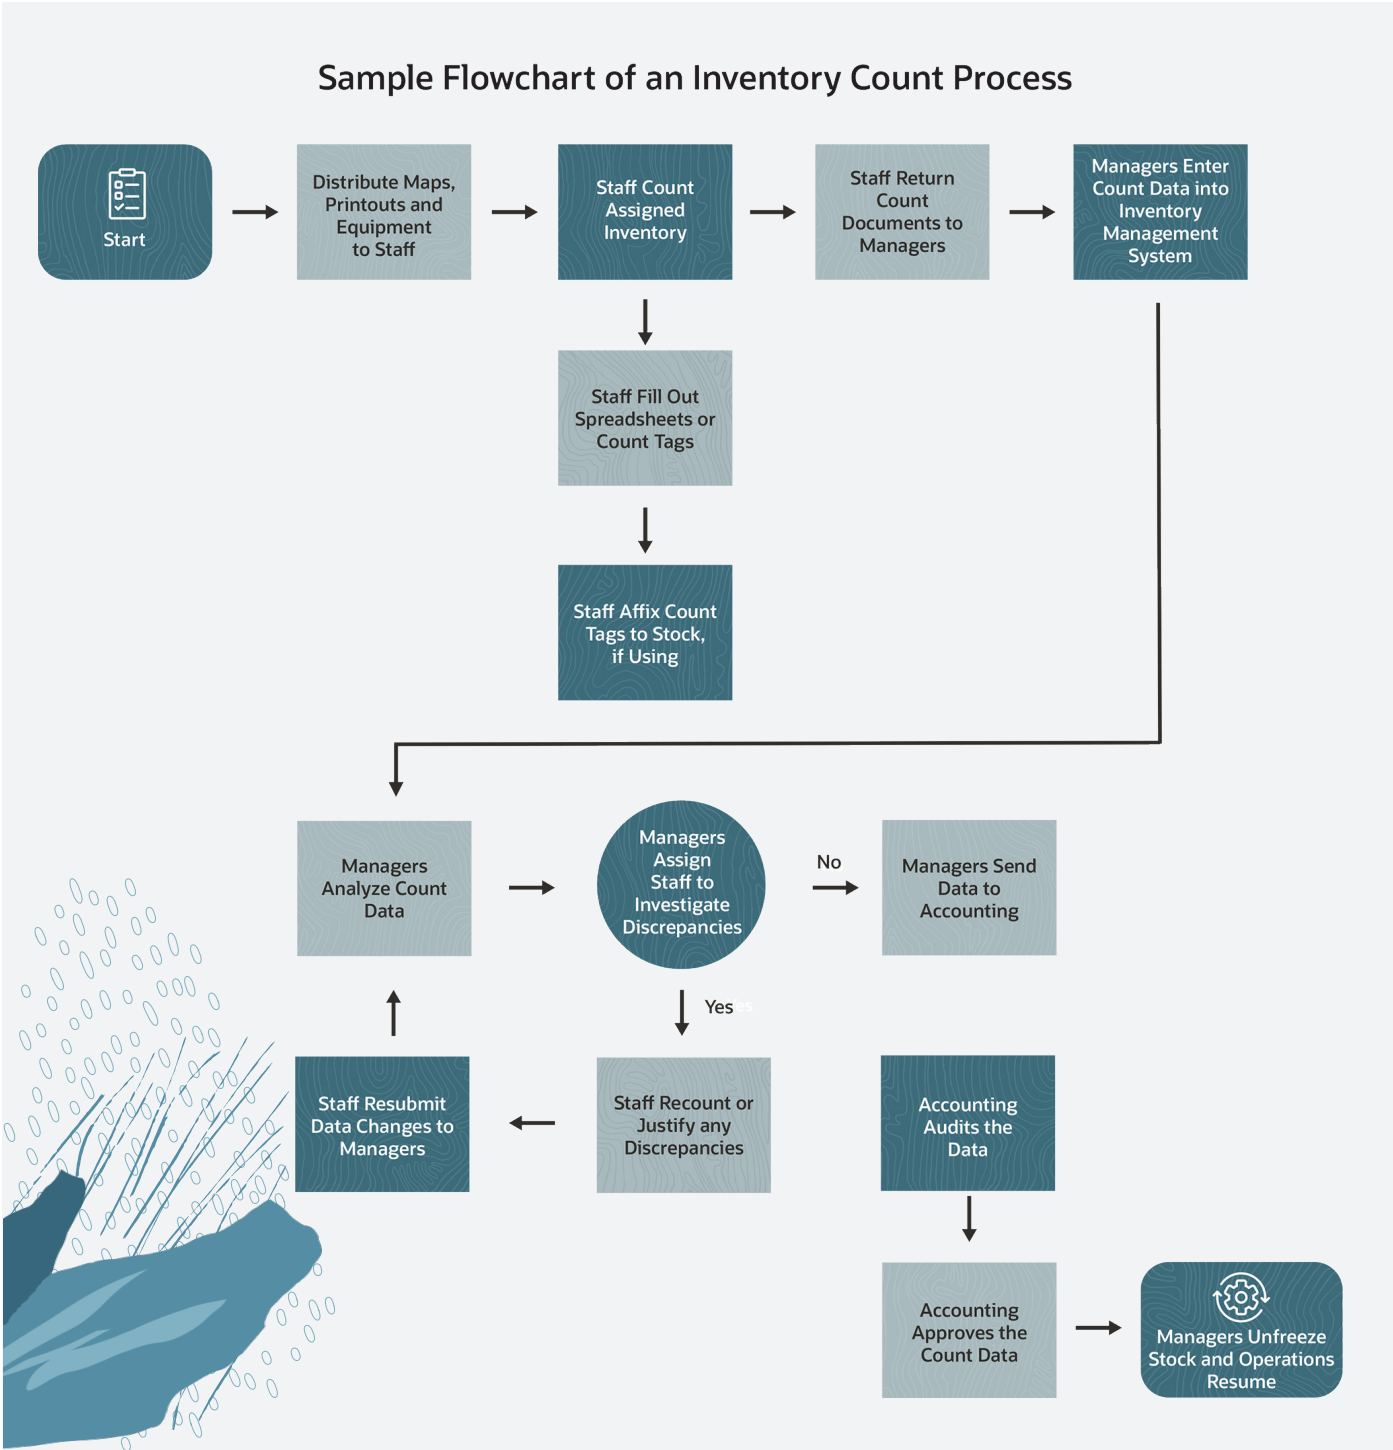 Sample Flowchart of an Inventory Count Process
Start
Distribute Maps,
Printouts and
Equipment
to Staff
Staff Count
Assigned
Inventory
Staff Return
Count
Documents to
Managers
Managers Enter
Count Data into
Inventory
Management
System
Staff Fill Out
Spreadsheets or
Count Tags
Staff Affix Count
Tags to Stock,
if Using
Managers
Analyze Count
Data
Managers
Assign
Staff to
Investigate
Discrepancies
No
Managers Send
Data to
Accounting
Yes
Staff Resubmit
Data Changes to
Managers
Staff Recount or
Justify any
Discrepancies
Accounting
Audits the
Data
Accounting
Approves the
Count Data
Managers Unfreeze
Stock and Operations
Resume